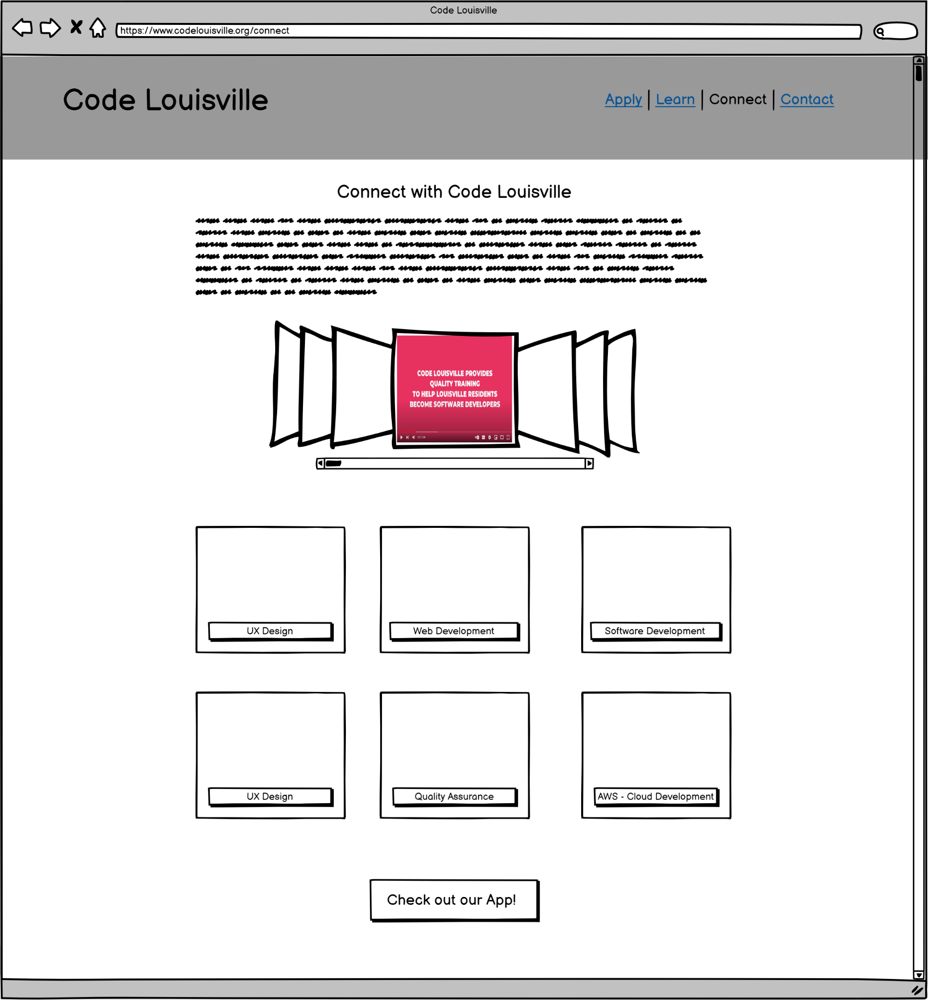 Code Louisville
https://www.codelouisville.org/connect
Code Louisville
Apply | Learn | Connect | Contact
Connect with Code Louisville
CODE LOUISVILLE PROVIDES
QUALITY TRAINING
TO HELP LOUISVILLE RESIDENTS
BECOME SOFTWARE DEVELOPERS
UX Design
Web Development
Software Development
UX Design
Quality Assurance
AWS - Cloud Development
Check out our App!